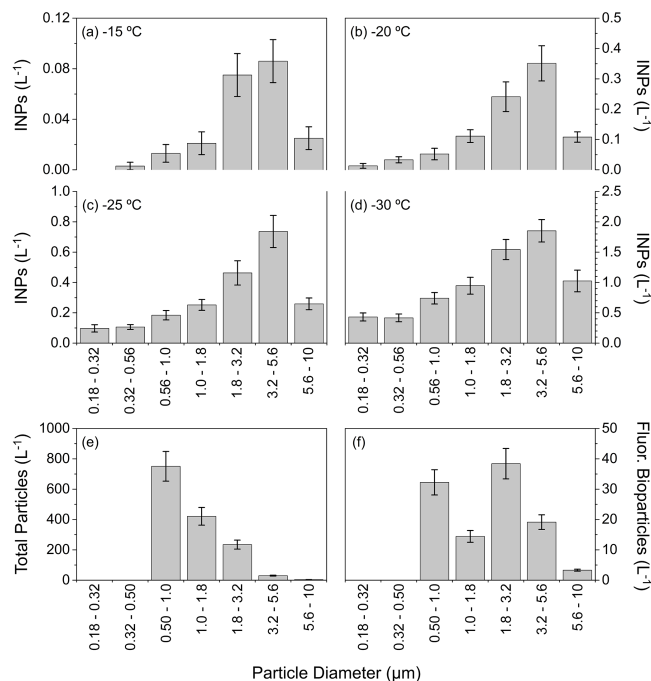 (a) -15 ºC
(b) -20 ºC
INPs (L⁻¹)
0.12
0.08
0.04
0.00
0.5
0.4
0.3
0.2
0.1
0.0
INPs (L⁻¹)
(c) -25 ºC
(d) -30 ºC
INPs (L⁻¹)
1.0
0.8
0.6
0.4
0.2
0.0
2.5
2.0
1.5
1.0
0.5
0.0
INPs (L⁻¹)
0.18 - 0.32
0.32 - 0.56
0.56 - 1.0
1.0 - 1.8
1.8 - 3.2
3.2 - 5.6
5.6 - 10
0.18 - 0.32
0.32 - 0.56
0.56 - 1.0
1.0 - 1.8
1.8 - 3.2
3.2 - 5.6
5.6 - 10
(e)
(f)
Total Particles (L⁻¹)
1000
800
600
400
200
0
50
40
30
20
10
0
Fluor. Bioparticles (L⁻¹)
0.18 - 0.32
0.32 - 0.50
0.50 - 1.0
1.0 - 1.8
1.8 - 3.2
3.2 - 5.6
5.6 - 10
0.18 - 0.32
0.32 - 0.50
0.50 - 1.0
1.0 - 1.8
1.8 - 3.2
3.2 - 5.6
5.6 - 10
Particle Diameter (µm)